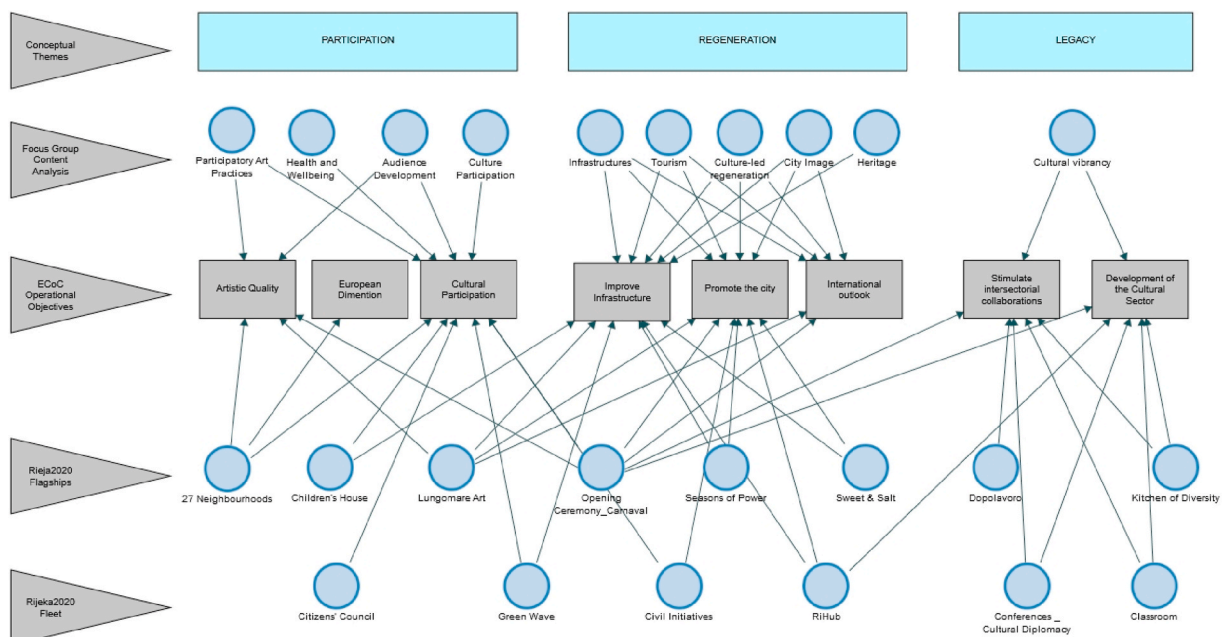 Conceptual
Themes
PARTICIPATION
REGENERATION
LEGACY
Focus Group
Content
Analysis
Participatory Art
Practices
Health and
Wellbeing
Audience
Development
Culture
Participation
Infrastructures
Tourism
Culture-led
regeneration
City Image
Heritage
Cultural vibrancy
ECoC
Operational
Objectives
Artistic Quality
European
Dimention
Cultural
Participation
Improve
Infrastructure
Promote the city
International
outlook
Stimulate
intersectorial
collaborations
Development of
the Cultural
Sector
Rieja2020
Flagships
27 Neighbourhoods
Children's House
Lungomare Art
Opening
Ceremony_Carnaval
Seasons of Power
Sweet & Salt
Dopolavoro
Kitchen of Diversity
Rijeka2020
Fleet
Citizens' Council
Green Wave
Civil Initiatives
RiHub
Conferences _
Cultural Diplomacy
Classroom